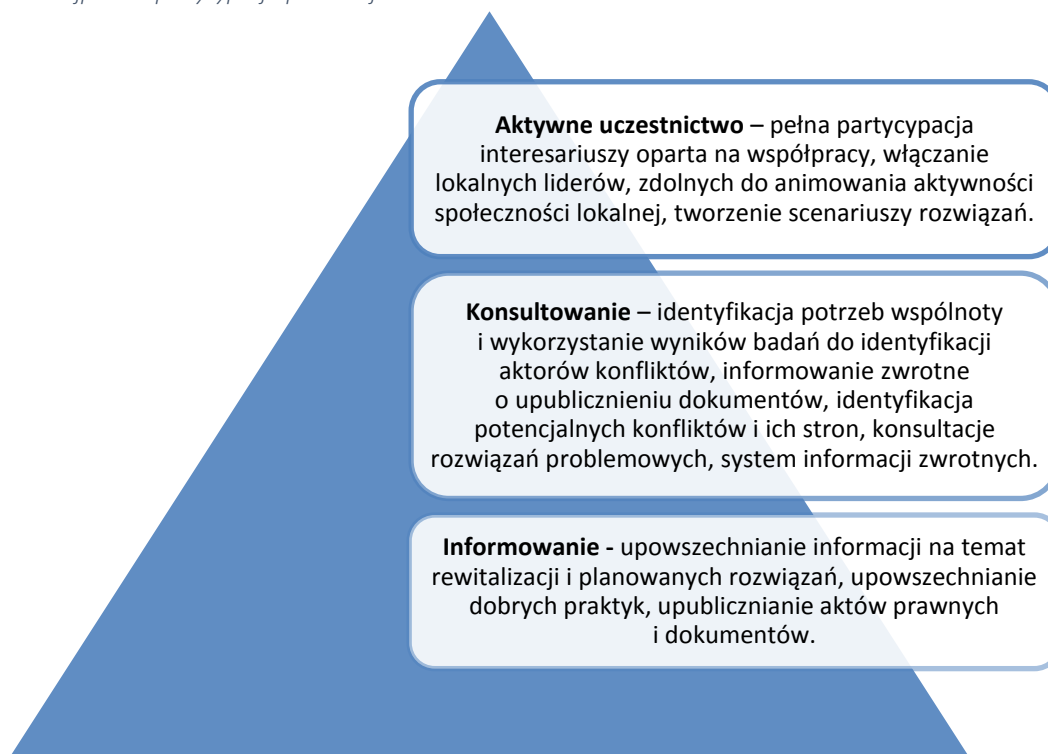 Aktywne uczestnictwo – pełna partycypacja
interesariuszy oparta na współpracy, włączanie
lokalnych liderów, zdolnych do animowania aktywności
społeczności lokalnej, tworzenie scenariuszy rozwiązań.
Konsultowanie – identyfikacja potrzeb wspólnoty
i wykorzystanie wyników badań do identyfikacji
aktorów konfliktów, informowanie zwrotne
o upublicznieniu dokumentów, identyfikacja
potencjalnych konfliktów i ich stron, konsultacje
rozwiązań problemowych, system informacji zwrotnych.
Informowanie - upowszechnianie informacji na temat
rewitalizacji i planowanych rozwiązań, upowszechnianie
dobrych praktyk, upublicznianie aktów prawnych
i dokumentów.